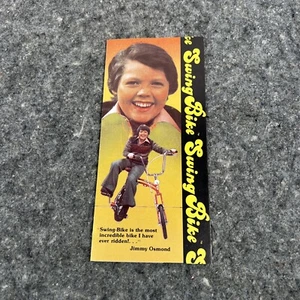 Swing Bike Swing Bike
'Swing-Bike is the most
incredible bike I have
ever ridden!. . ."
Jimmy Osmond